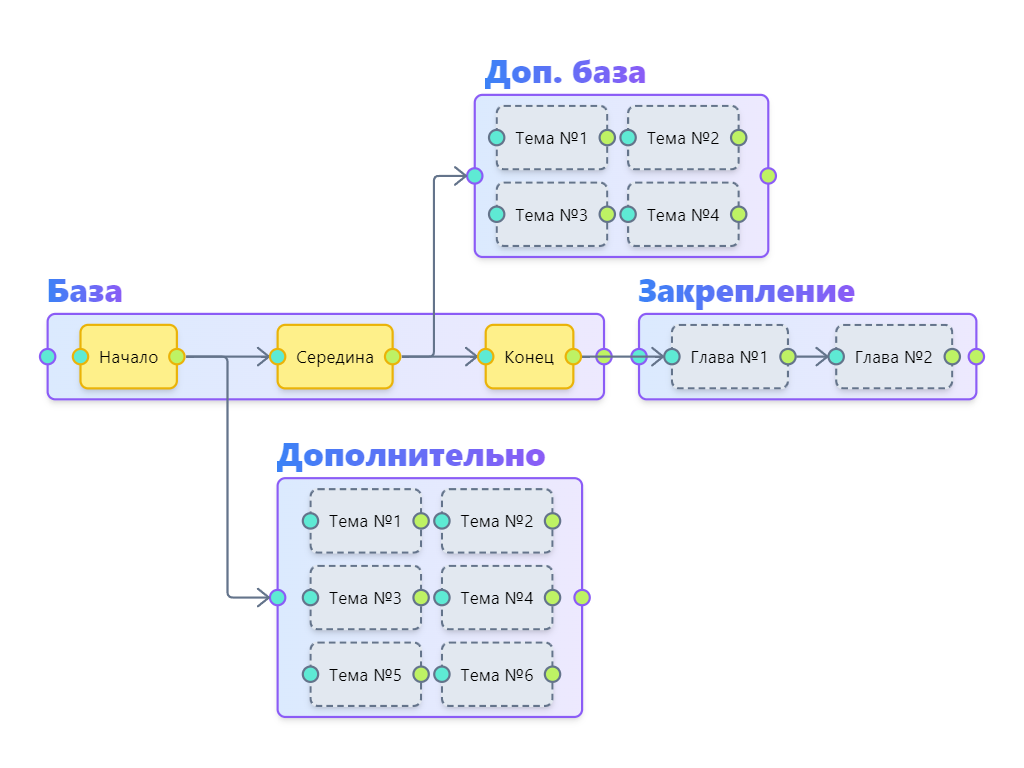 Доп. база
Тема №1 Тема №2
Тема №3 Тема №4
База
Начало Середина Конец
Закрепление
Глава №1 Глава №2
Дополнительно
Тема №1 Тема №2
Тема №3 Тема №4
Тема №5 Тема №6